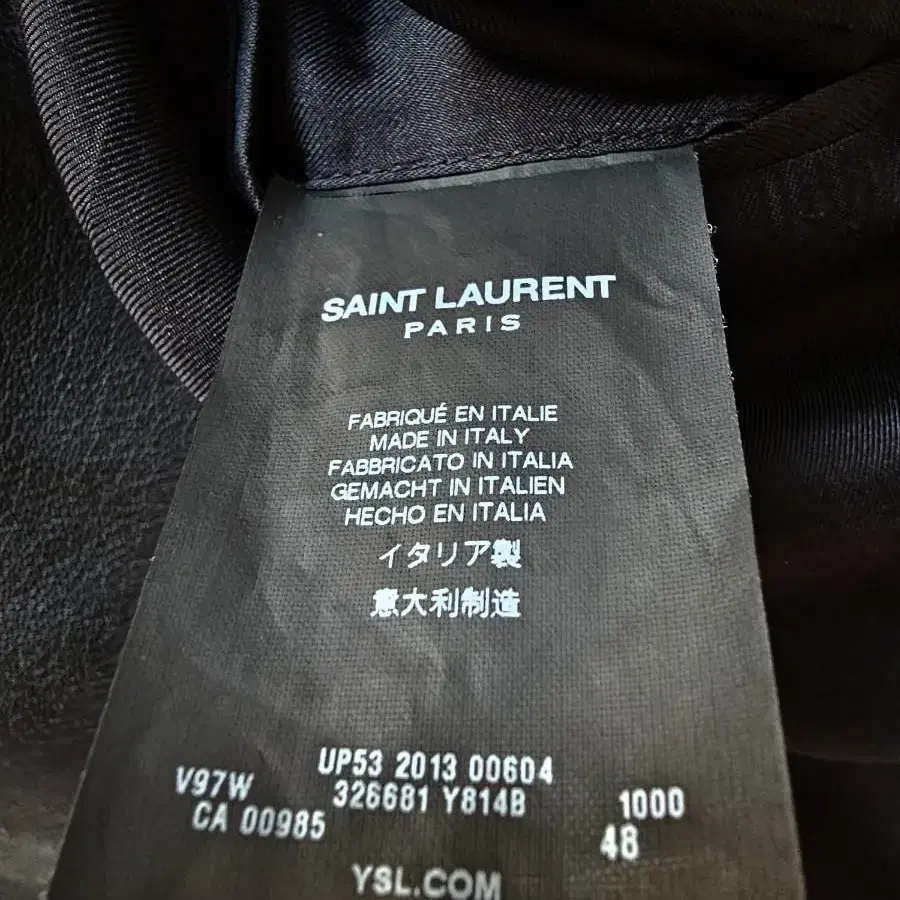 SAINT LAURENT
PARIS
FABRIQUÉ EN ITALIE
MADE IN ITALY
FABBRICATO IN ITALIA
GEMACHT IN ITALIEN
HECHO EN ITALIA
イタリア製
意大利制造
UP53 2013 00604
V97W 326681 Y814B 1000
CA 00985 48
YSL.COM